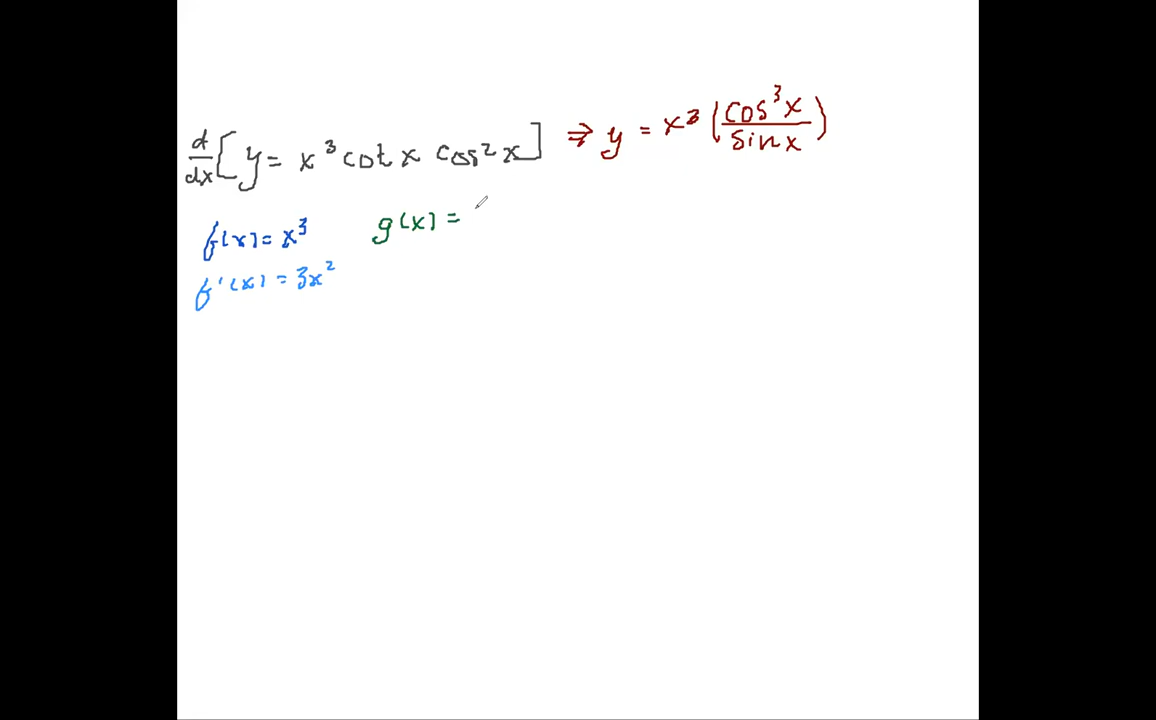 d/dx [y = x³ cot x cos² x] ⇒ y = x³ (cos³x / sin x)
f(x) = x³ g(x) =
f'(x) = 3x²